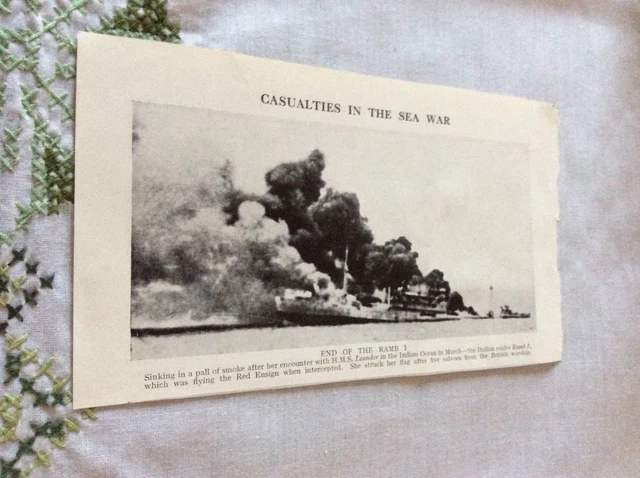 CASUALTIES IN THE SEA WAR
END OF THE RAMB I
Sinking in a pall of smoke after her encounter with H.M.S. Leander in the Indian Ocean in March—the Italian raider Ramb I,
which was flying the Red Ensign when intercepted. She struck her flag after five salvoes from the British warship.